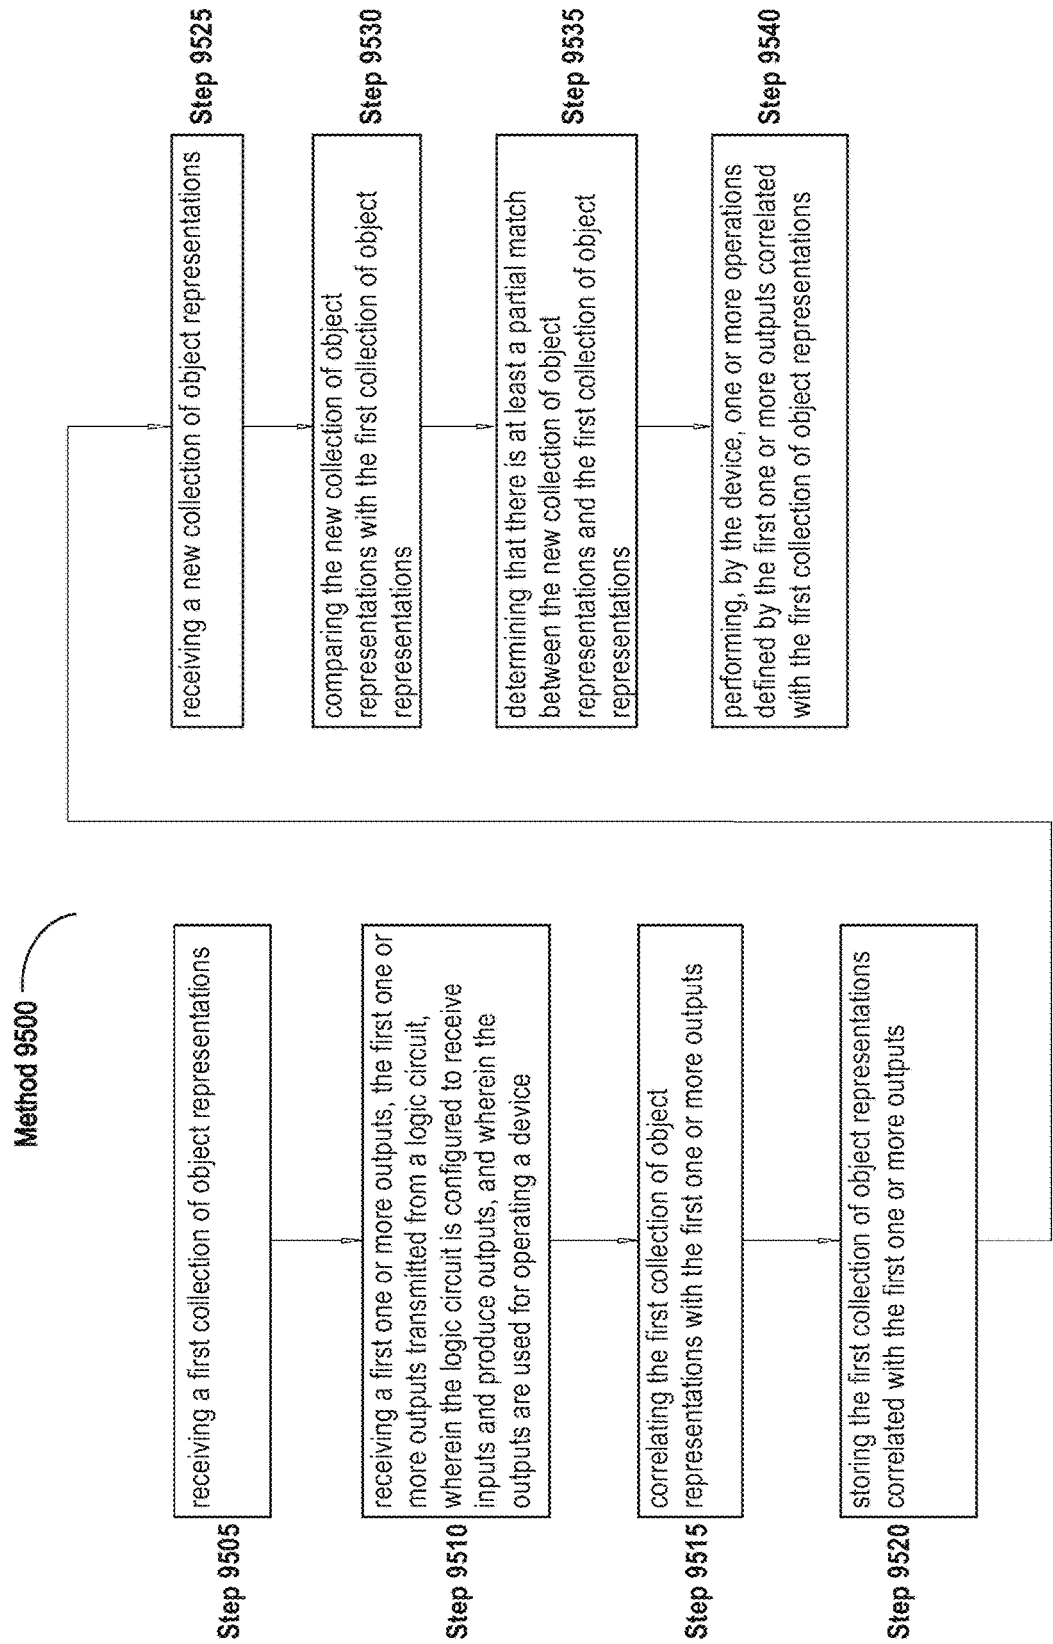 Method 9500
Step 9505
receiving a first collection of object representations
Step 9510
receiving a first one or more outputs, the first one or
more outputs transmitted from a logic circuit,
wherein the logic circuit is configured to receive
inputs and produce outputs, and wherein the
outputs are used for operating a device
Step 9515
correlating the first collection of object
representations with the first one or more outputs
Step 9520
storing the first collection of object representations
correlated with the first one or more outputs
Step 9525
receiving a new collection of object representations
Step 9530
comparing the new collection of object
representations with the first collection of object
representations
Step 9535
determining that there is at least a partial match
between the new collection of object
representations and the first collection of object
representations
Step 9540
performing, by the device, one or more operations
defined by the first one or more outputs correlated
with the first collection of object representations